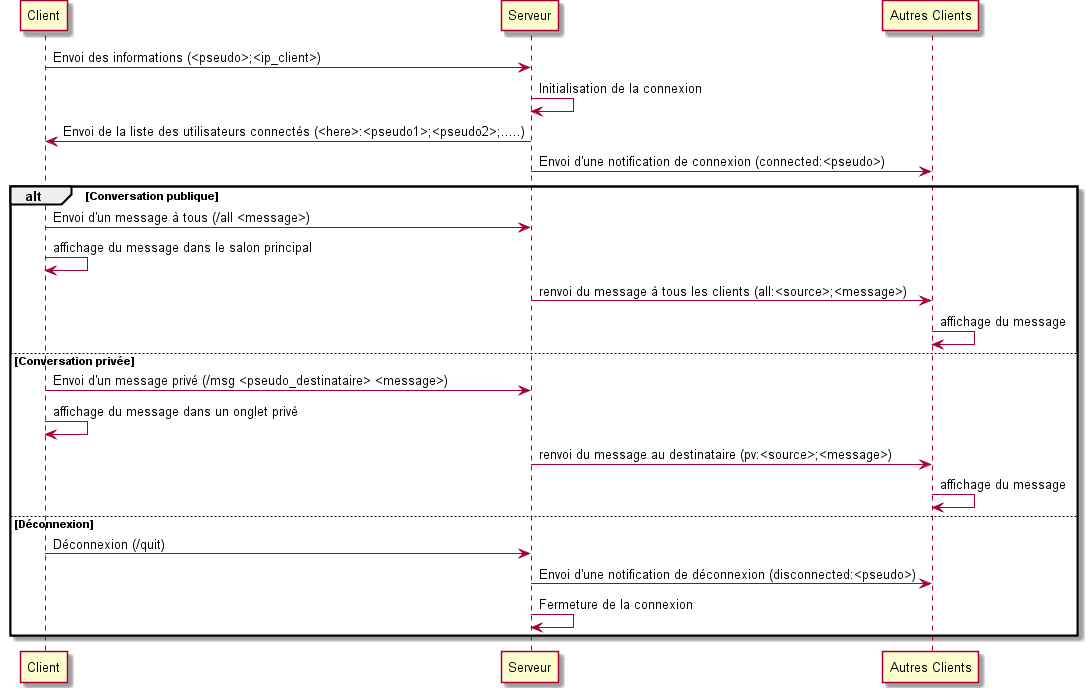 Client
Serveur
Autres Clients
Envoi des informations (<pseudo>;<ip_client>)
Initialisation de la connexion
Envoi de la liste des utilisateurs connectés (<here>:<pseudo1>;<pseudo2>;.....)
Envoi d'une notification de connexion (connected:<pseudo>)
alt
[Conversation publique]
Envoi d'un message à tous (/all <message>)
affichage du message dans le salon principal
renvoi du message à tous les clients (all:<source>;<message>)
affichage du message
[Conversation privée]
Envoi d'un message privé (/msg <pseudo_destinataire> <message>)
affichage du message dans un onglet privé
renvoi du message au destinataire (pv:<source>;<message>)
affichage du message
[Déconnexion]
Déconnexion (/quit)
Envoi d'une notification de déconnexion (disconnected:<pseudo>)
Fermeture de la connexion
Client
Serveur
Autres Clients